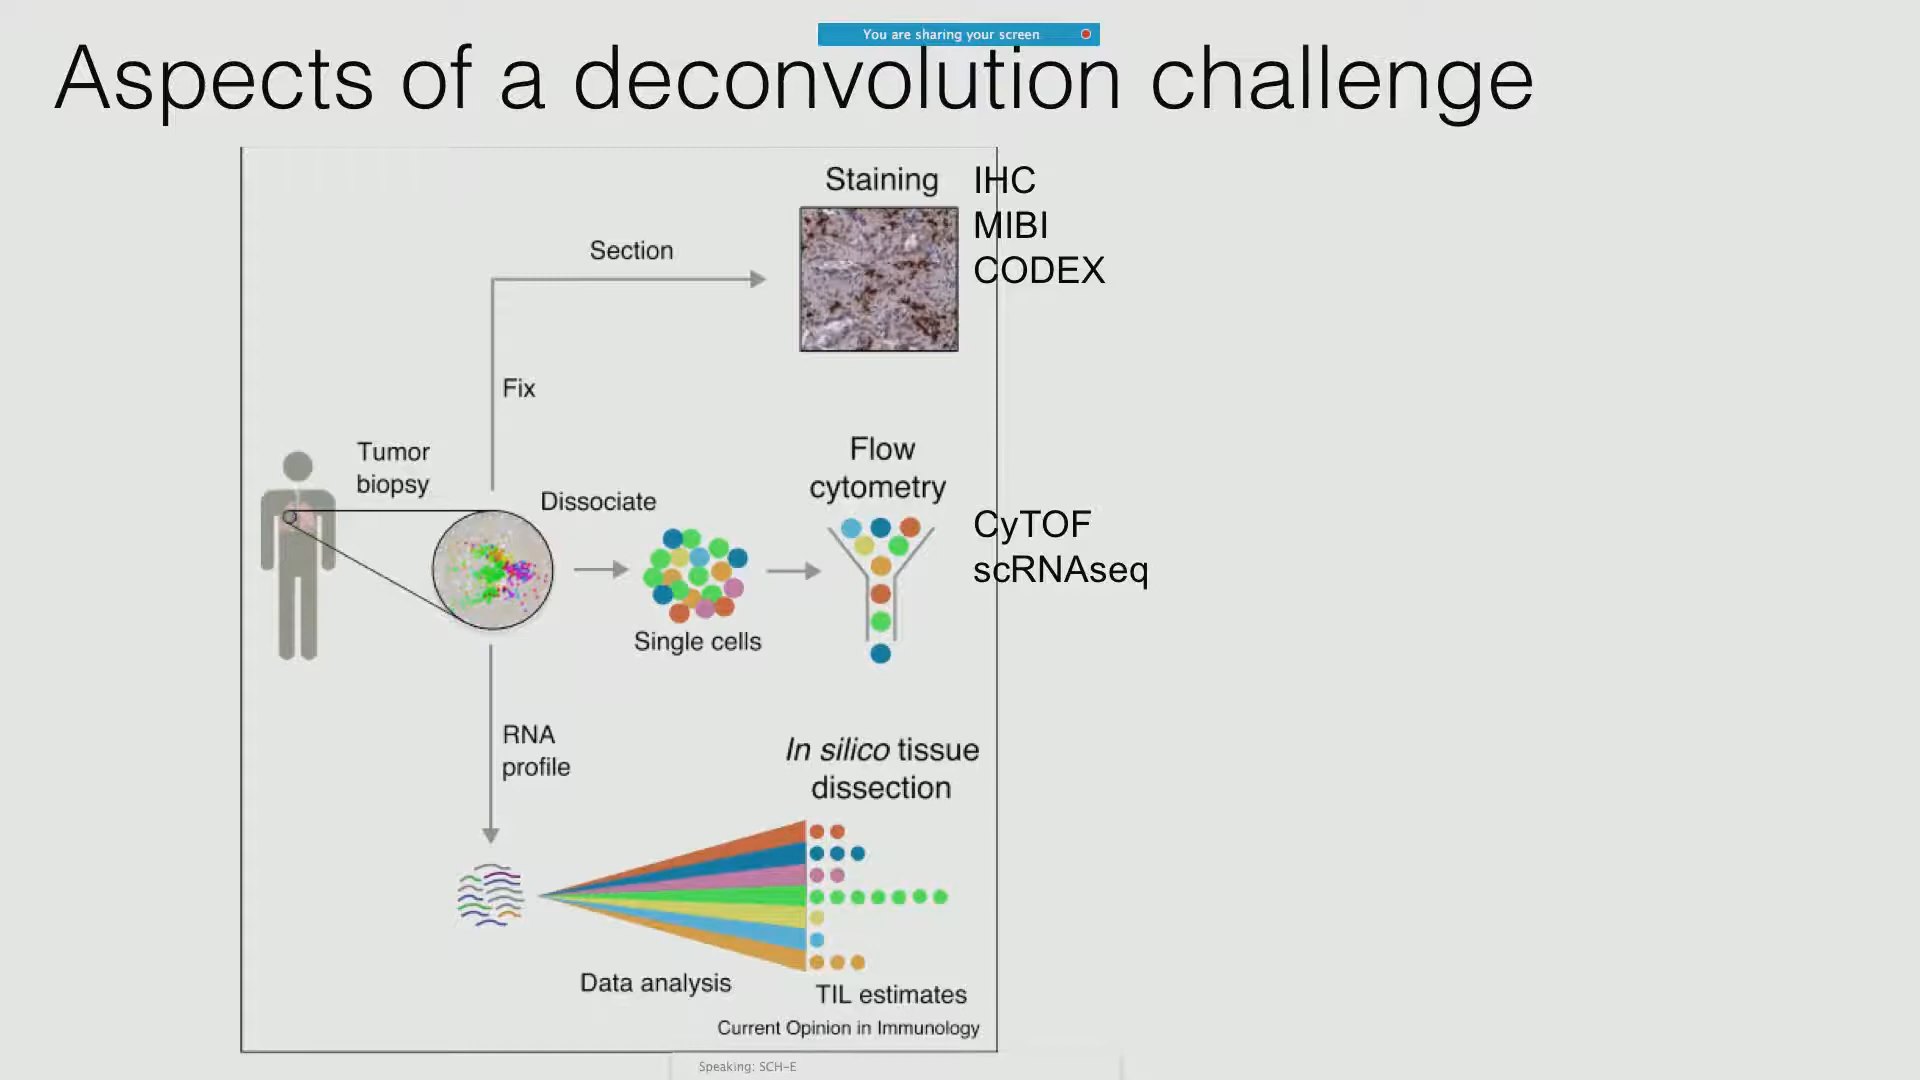 You are sharing your screen
Aspects of a deconvolution challenge
Staining
IHC
MIBI
CODEX
Section
Fix
Tumor
biopsy
Dissociate
Single cells
Flow
cytometry
CyTOF
scRNAseq
RNA
profile
In silico tissue
dissection
Data analysis
TIL estimates
Current Opinion in Immunology
Speaking: SCH-E